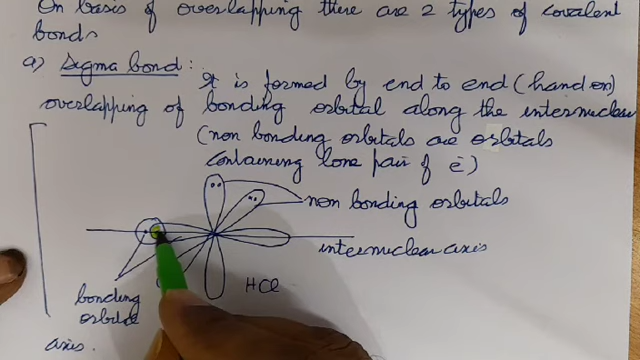 On basis of overlapping there are 2 types of covalent
bonds
a) Sigma bond :
It is formed by end to end (hand on)
overlapping of bonding orbital along the internuclear
(non bonding orbitals are orbitals
containing lone pair of e)
non bonding orbitals
internuclear axis
HCl
bonding
orbital
axis.